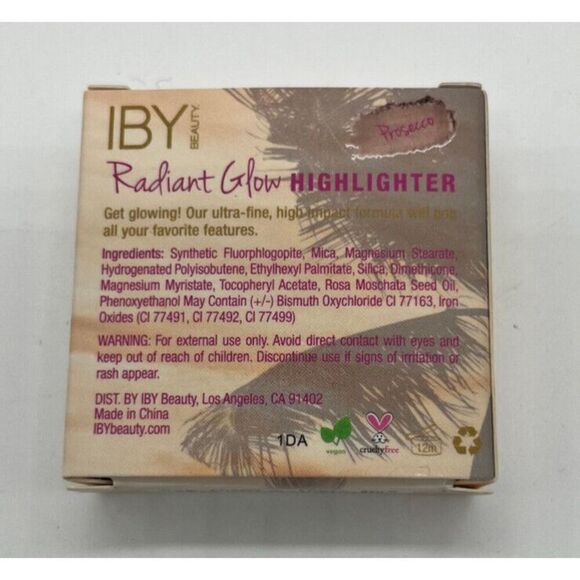 IBY BEAUTY.
Prosecco
Radiant Glow HIGHLIGHTER
Get glowing! Our ultra-fine, high impact formula will pop
all your favorite features.
Ingredients: Synthetic Fluorphlogopite, Mica, Magnesium Stearate,
Hydrogenated Polyisobutene, Ethylhexyl Palmitate, Silica, Dimethicone,
Magnesium Myristate, Tocopheryl Acetate, Rosa Moschata Seed Oil,
Phenoxyethanol May Contain (+/-) Bismuth Oxychloride CI 77163, Iron
Oxides (CI 77491, CI 77492, CI 77499)
WARNING: For external use only. Avoid direct contact with eyes and
keep out of reach of children. Discontinue use if signs of irritation or
rash appear.
DIST. BY IBY Beauty, Los Angeles, CA 91402
Made in China
IBYbeauty.com
1DA
vegan
crueltyfree
12m